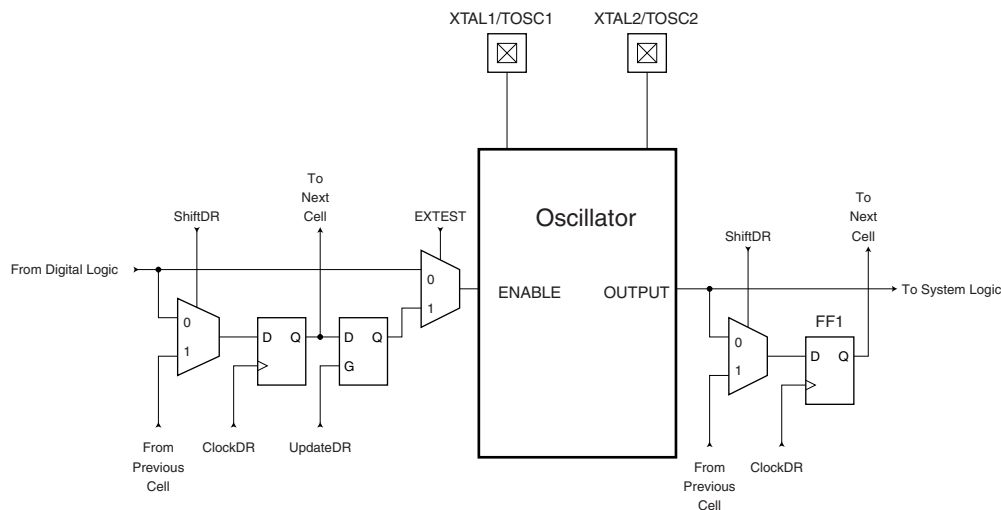 XTAL1/TOSC1
XTAL2/TOSC2
To
Next
Cell
ShiftDR
EXTEST
From Digital Logic
0
1
0
1
D
Q
D
Q
G
From
Previous
Cell
ClockDR
UpdateDR
Oscillator
ENABLE
OUTPUT
To
Next
Cell
ShiftDR
To System Logic
FF1
0
1
D
Q
From
Previous
Cell
ClockDR